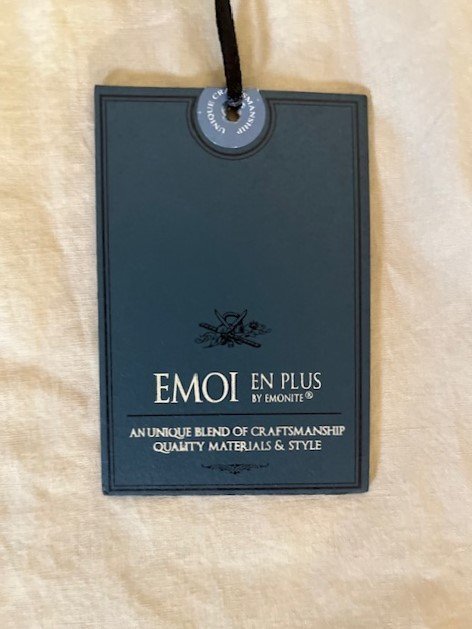 UNIQUE CRAFTSMANSHIP
EMOI EN PLUS
BY EMONITE®
AN UNIQUE BLEND OF CRAFTSMANSHIP
QUALITY MATERIALS & STYLE